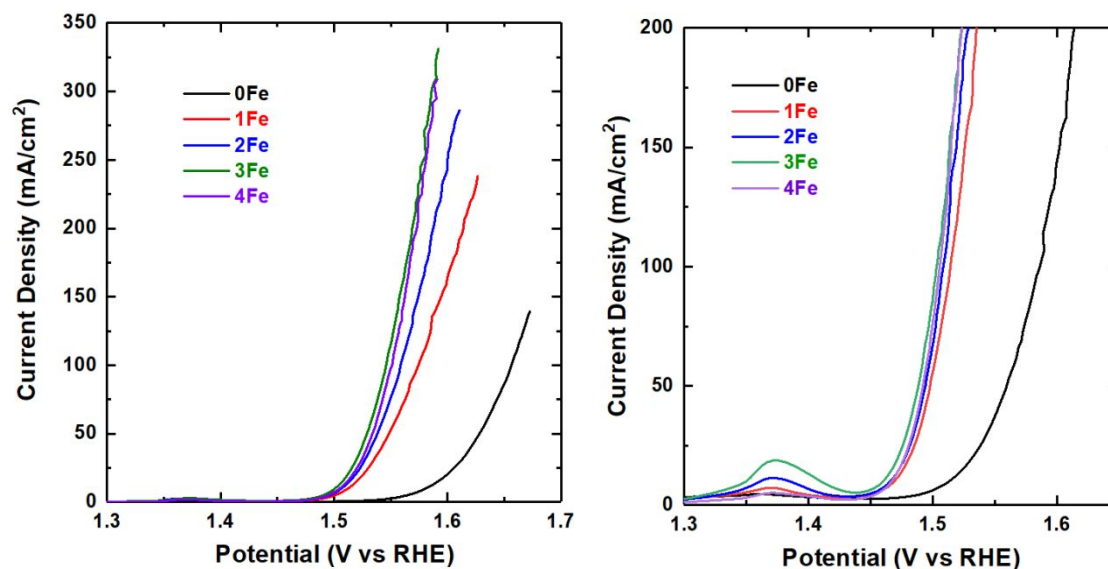 350
300
250
200
150
100
50
0
Current Density (mA/cm²)
0Fe
1Fe
2Fe
3Fe
4Fe
1.3 1.4 1.5 1.6 1.7
Potential (V vs RHE)
200
150
100
50
0
Current Density (mA/cm²)
0Fe
1Fe
2Fe
3Fe
4Fe
1.3 1.4 1.5 1.6
Potential (V vs RHE)